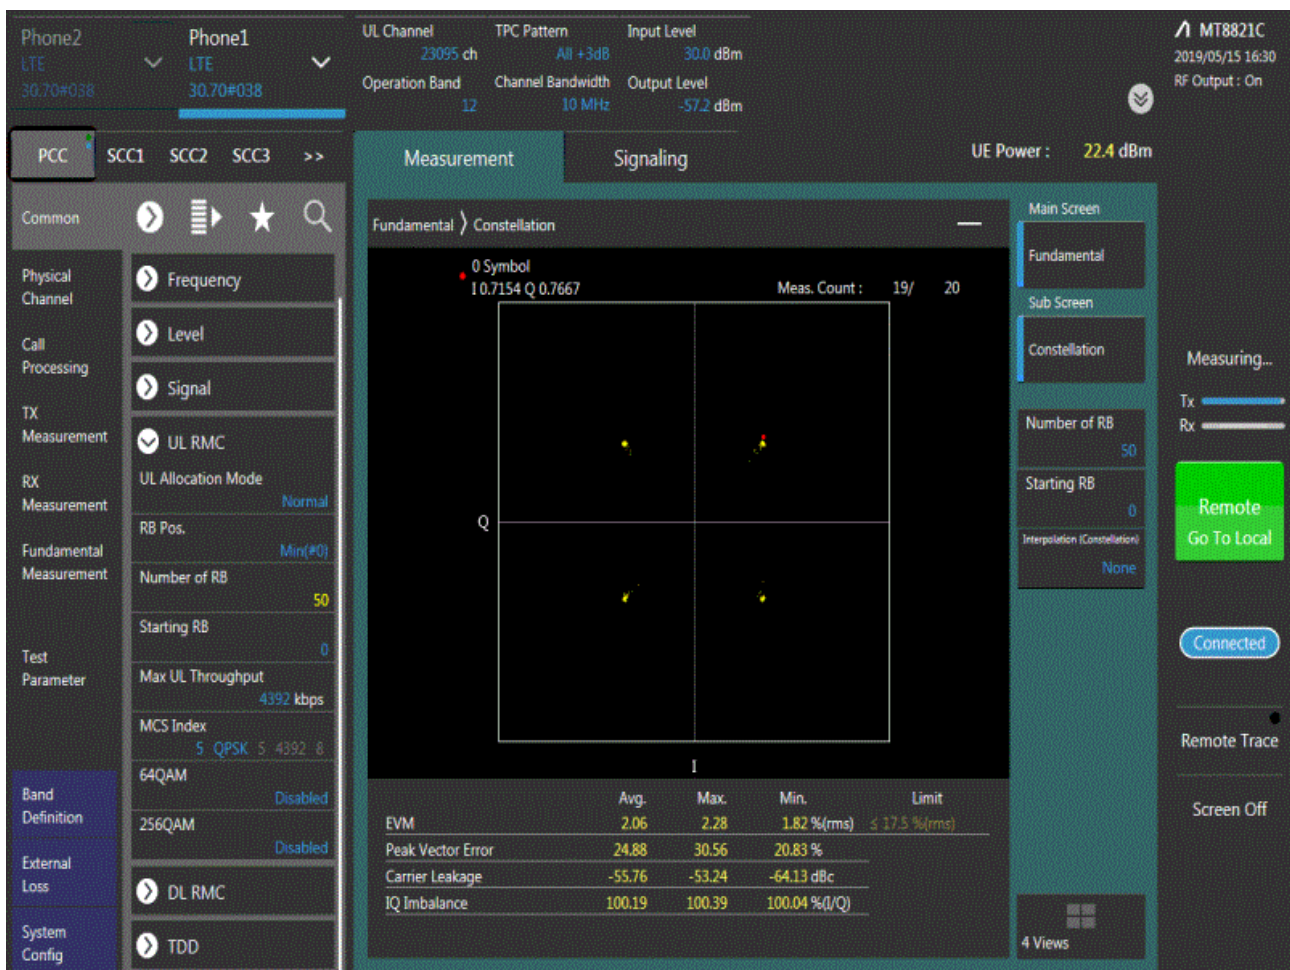 Phone2
LTE
30.70#038
Phone1
LTE
30.70#038
UL Channel
23095 ch
TPC Pattern
All +3dB
Input Level
30.0 dBm
Operation Band
12
Channel Bandwidth
10 MHz
Output Level
-57.2 dBm
MT8821C
2019/05/15 16:30
RF Output : On
PCC SCC1 SCC2 SCC3 >>
Measurement
Signaling
UE Power : 22.4 dBm
Common
Physical
Channel
Call
Processing
TX
Measurement
RX
Measurement
Fundamental
Measurement
Test
Parameter
Band
Definition
External
Loss
System
Config
Frequency
Level
Signal
UL RMC
UL Allocation Mode
Normal
RB Pos.
Min(#0)
Number of RB
50
Starting RB
0
Max UL Throughput
4392 kbps
MCS Index
5 QPSK 5 4392 8
64QAM
Disabled
256QAM
Disabled
DL RMC
TDD
Fundamental 〉 Constellation
0 Symbol
I 0.7154 Q 0.7667
Meas. Count : 19/ 20
Q
I
Avg. Max. Min. Limit
EVM 2.06 2.28 1.82 %(rms) ≤ 17.5 %(rms)
Peak Vector Error 24.88 30.56 20.83 %
Carrier Leakage -55.76 -53.24 -64.13 dBc
IQ Imbalance 100.19 100.39 100.04 %(I/Q)
Main Screen
Fundamental
Sub Screen
Constellation
Number of RB
50
Starting RB
0
Interpolation (Constellation)
None
4 Views
Measuring...
Tx
Rx
Remote
Go To Local
Connected
Remote Trace
Screen Off